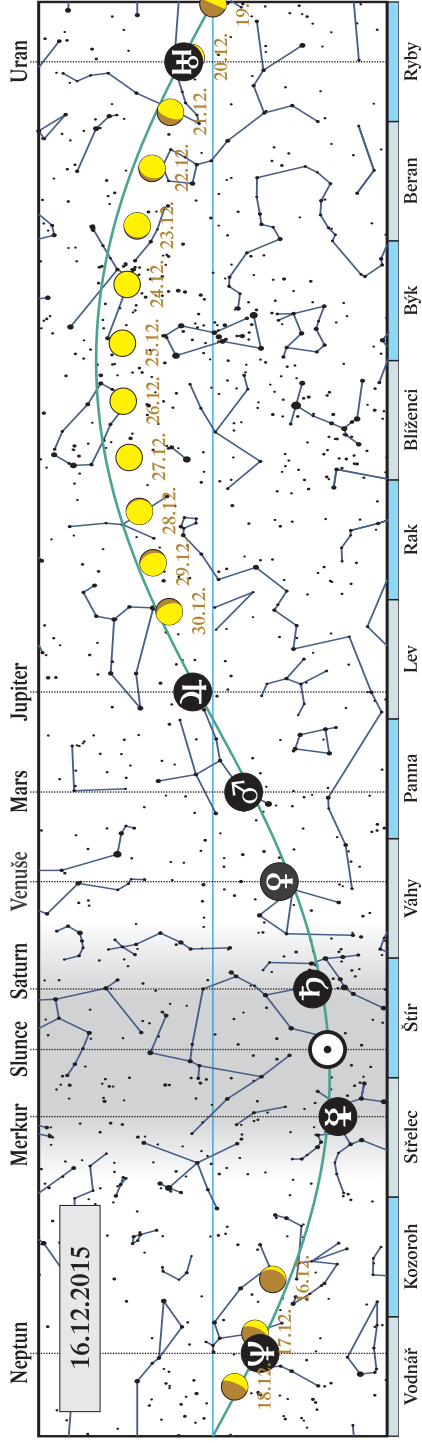 Neptun
Merkur
Slunce
Saturn
Venuše
Mars
Jupiter
Uran
16.12.2015
18.12.
17.12.
16.12.
30.12.
29.12.
28.12.
27.12.
26.12.
25.12.
24.12.
23.12.
22.12.
21.12.
20.12.
19.
Vodnář
Kozoroh
Střelec
Štír
Váhy
Panna
Lev
Rak
Blíženci
Býk
Beran
Ryby